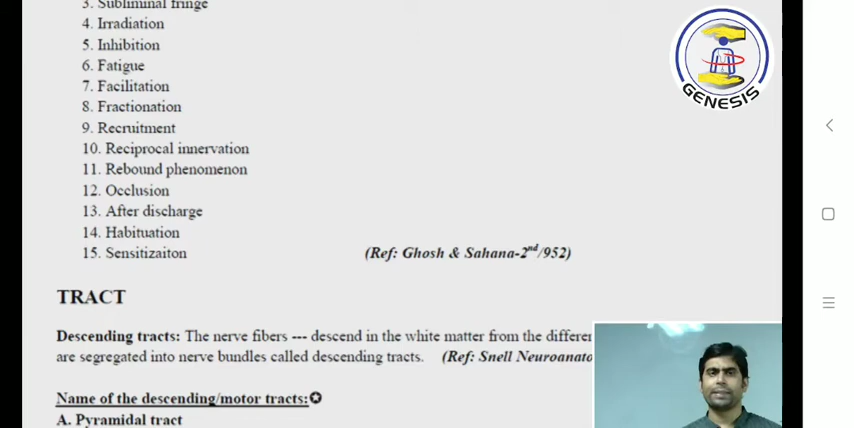 3. Subliminal fringe
4. Irradiation
5. Inhibition
6. Fatigue
7. Facilitation
8. Fractionation
9. Recruitment
10. Reciprocal innervation
11. Rebound phenomenon
12. Occlusion
13. After discharge
14. Habituation
15. Sensitizaiton (Ref: Ghosh & Sahana-2nd/952)
TRACT
Descending tracts: The nerve fibers --- descend in the white matter from the
are segregated into nerve bundles called descending tracts. (Ref: Snell
Name of the descending/motor tracts:✪
A. Pyramidal tract
GENESIS